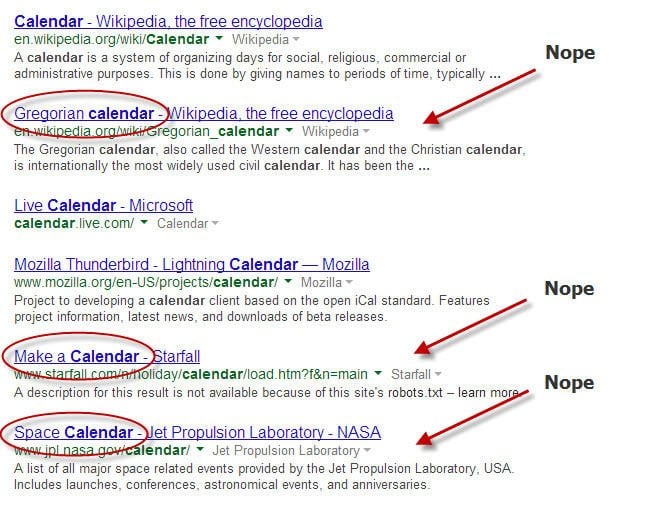 Calendar - Wikipedia, the free encyclopedia
en.wikipedia.org/wiki/Calendar ▼ Wikipedia ▾
A calendar is a system of organizing days for social, religious, commercial or
administrative purposes. This is done by giving names to periods of time, typically ...
Nope
Gregorian calendar - Wikipedia, the free encyclopedia
en.wikipedia.org/wiki/Gregorian_calendar ▼ Wikipedia ▾
The Gregorian calendar, also called the Western calendar and the Christian calendar,
is internationally the most widely used civil calendar. It has been the ...
Live Calendar - Microsoft
calendar.live.com/ ▼ Calendar ▾
Mozilla Thunderbird - Lightning Calendar — Mozilla
www.mozilla.org/en-US/projects/calendar/ ▼ Mozilla ▾
Project to developing a calendar client based on the open iCal standard. Features
project information, latest news, and downloads of beta releases.
Nope
Make a Calendar - Starfall
www.starfall.com/n/holiday/calendar/load.htm?f&n=main ▼ Starfall ▾
A description for this result is not available because of this site's robots.txt – learn more.
Nope
Space Calendar - Jet Propulsion Laboratory - NASA
www.jpl.nasa.gov/calendar/ ▼ Jet Propulsion Laboratory ▾
A list of all major space related events provided by the Jet Propulsion Laboratory, USA.
Includes launches, conferences, astronomical events, and anniversaries.